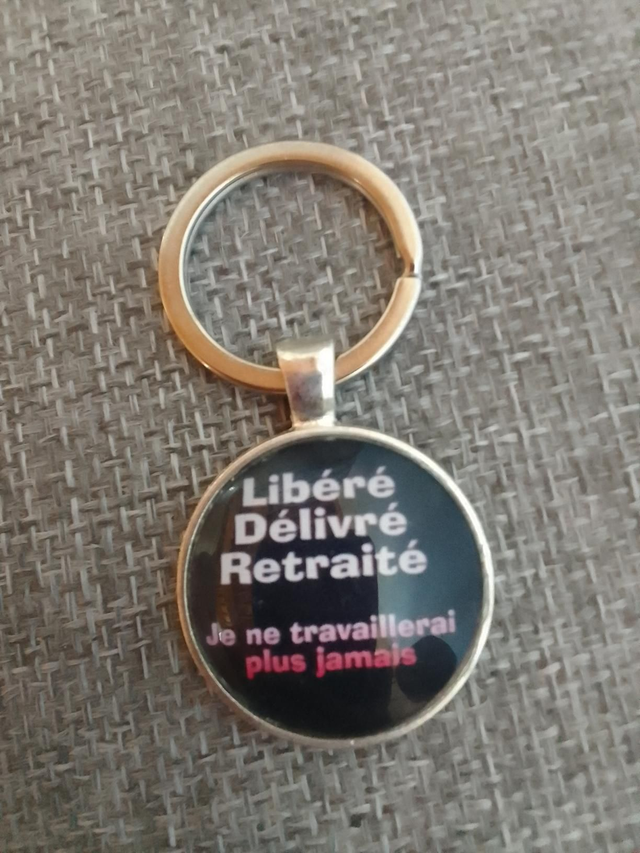 Libéré
Délivré
Retraité
Je ne travaillerai
plus jamais